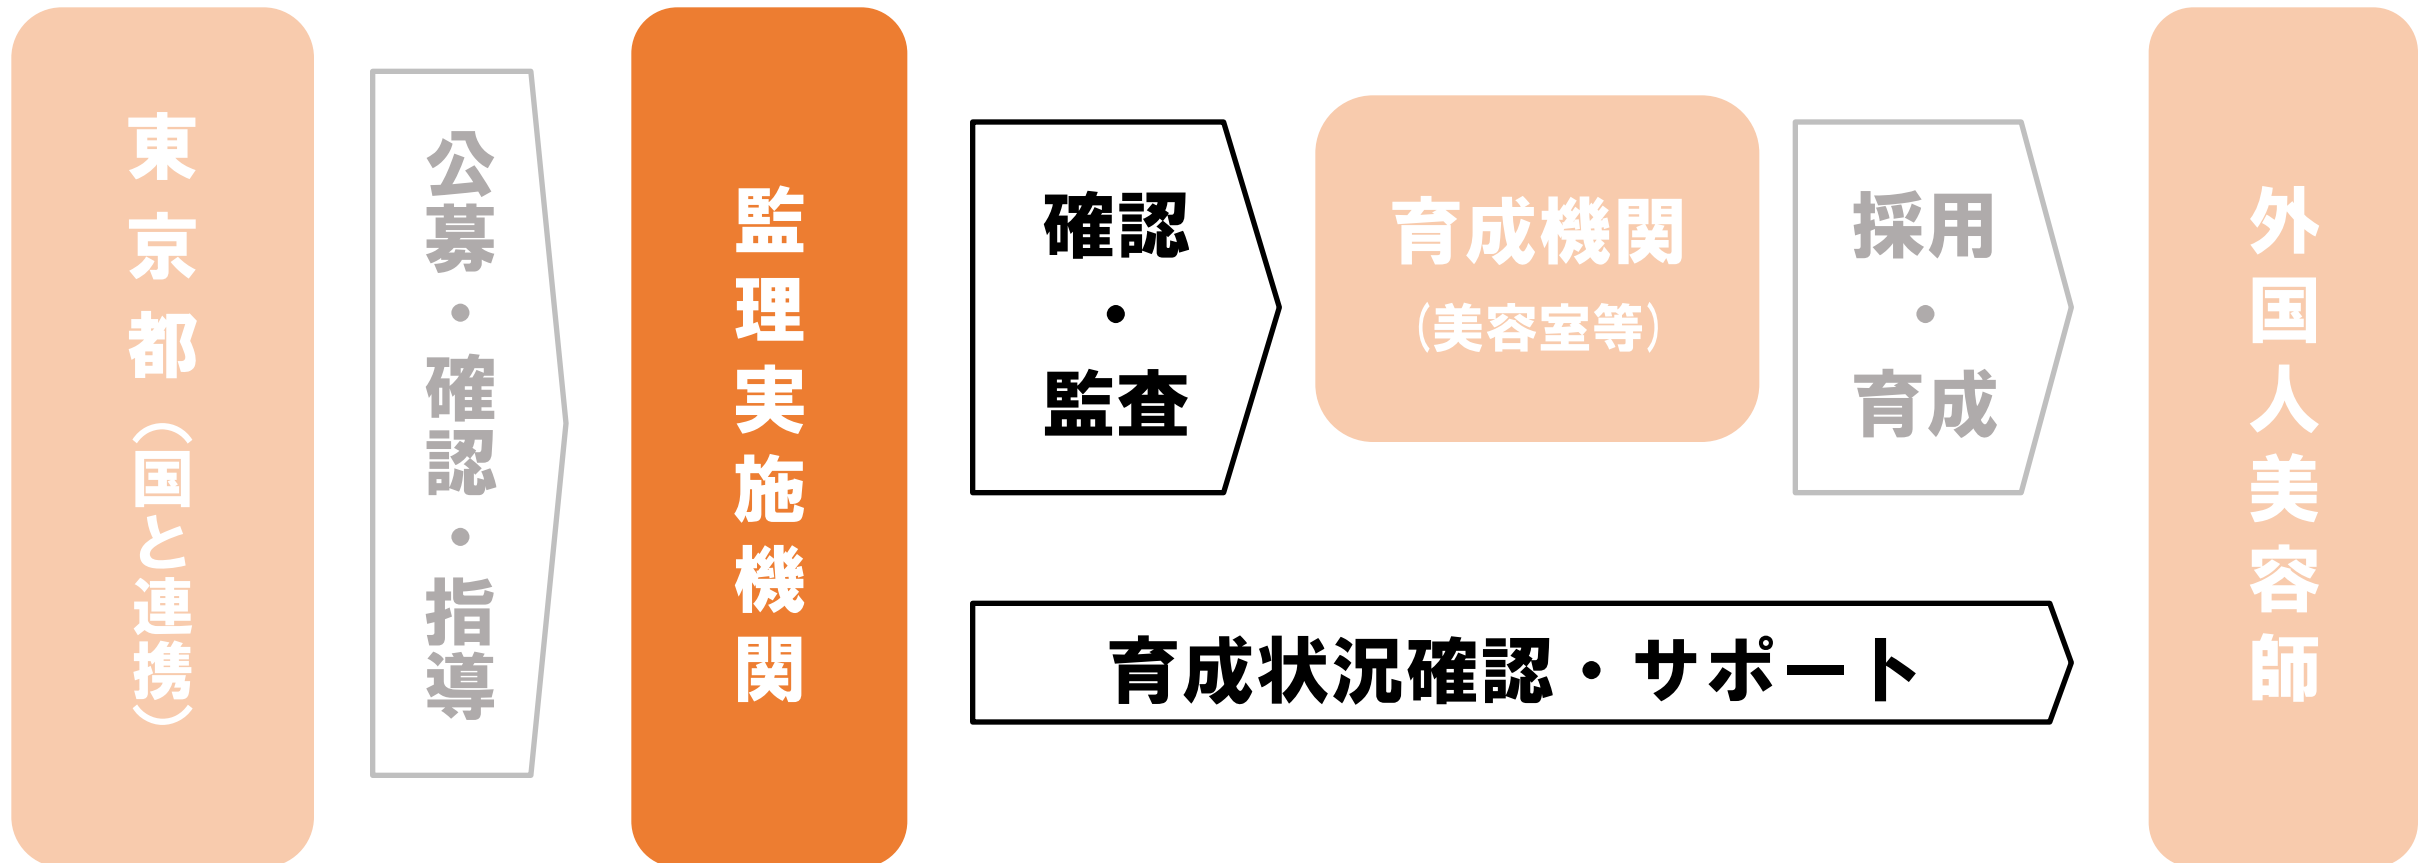 東京都（国と連携）
公募・確認・指導
監理実施機関
確認
・
監査
育成機関
（美容室等）
採用
・
育成
育成状況確認・サポート
外国人美容師